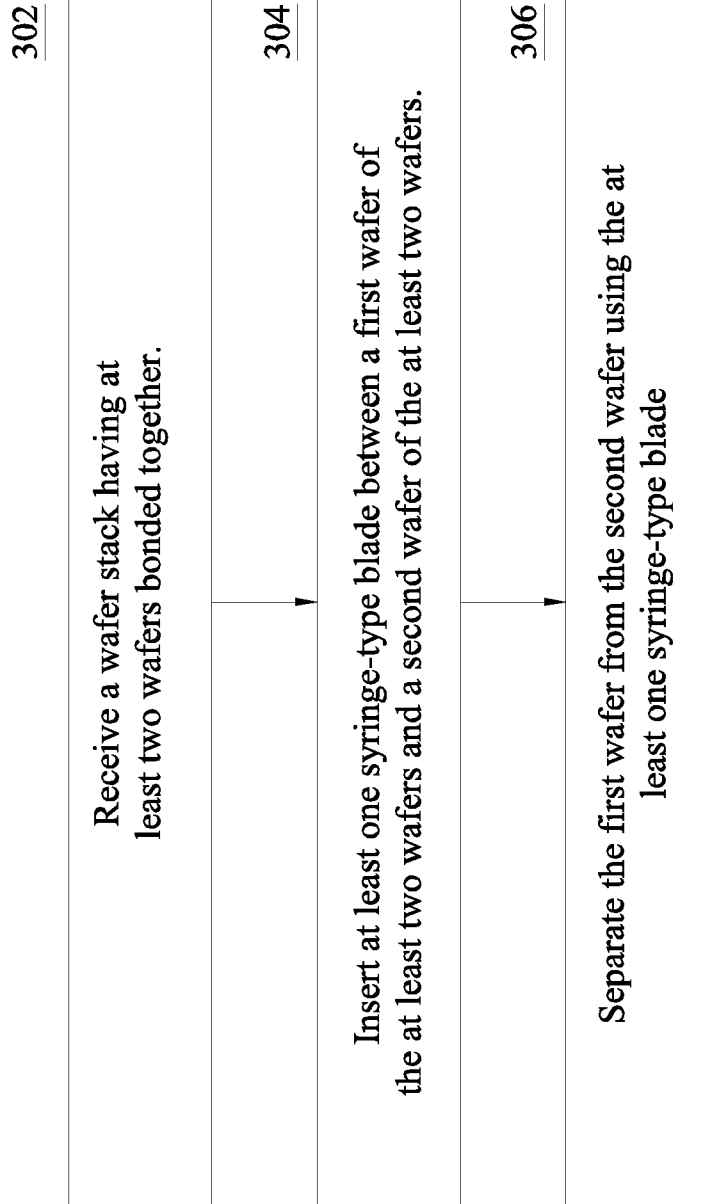 302
Receive a wafer stack having at
least two wafers bonded together.
304
Insert at least one syringe-type blade between a first wafer of
the at least two wafers and a second wafer of the at least two wafers.
306
Separate the first wafer from the second wafer using the at
least one syringe-type blade